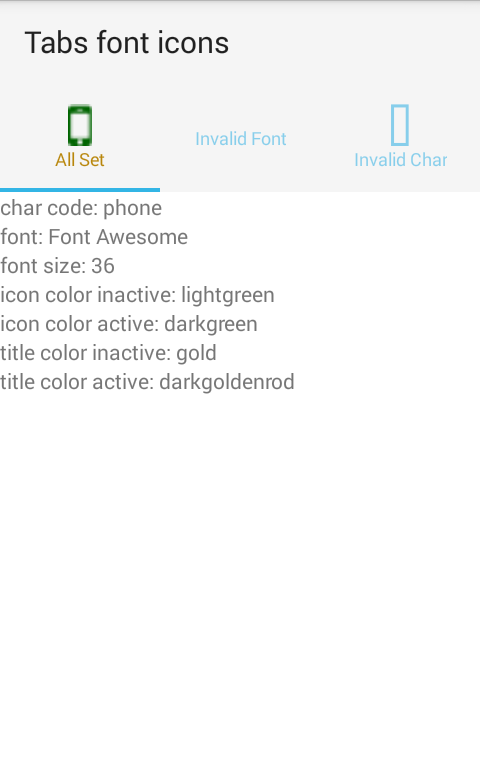 Tabs font icons
All Set
Invalid Font
Invalid Char
char code: phone
font: Font Awesome
font size: 36
icon color inactive: lightgreen
icon color active: darkgreen
title color inactive: gold
title color active: darkgoldenrod